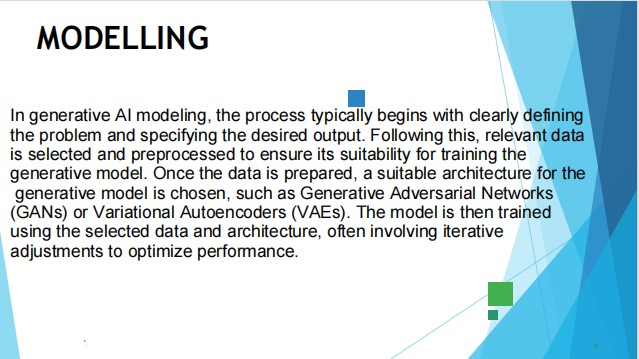 MODELLING
In generative AI modeling, the process typically begins with clearly defining
the problem and specifying the desired output. Following this, relevant data
is selected and preprocessed to ensure its suitability for training the
generative model. Once the data is prepared, a suitable architecture for the
generative model is chosen, such as Generative Adversarial Networks
(GANs) or Variational Autoencoders (VAEs). The model is then trained
using the selected data and architecture, often involving iterative
adjustments to optimize performance.